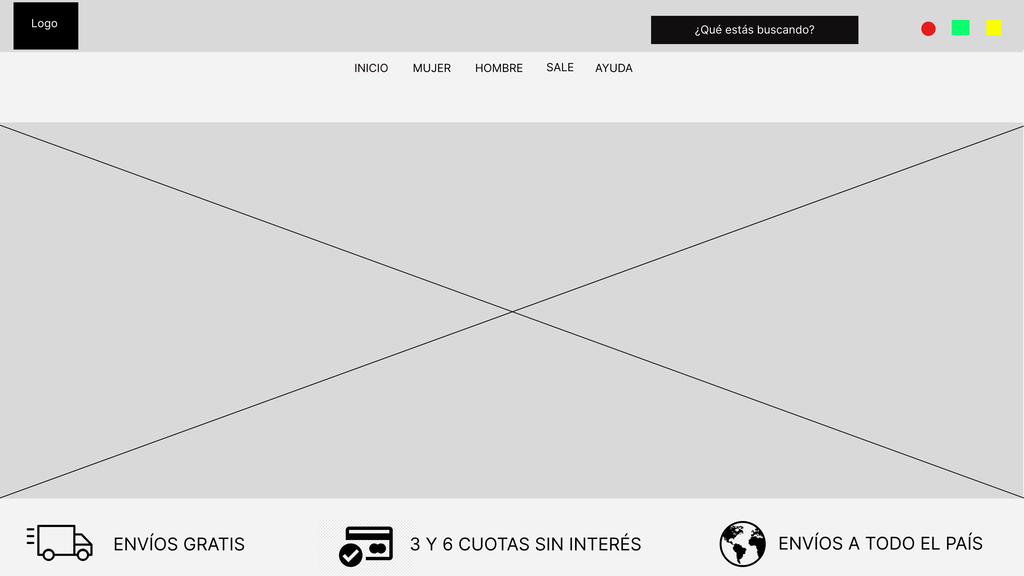 Logo
¿Qué estás buscando?
INICIO MUJER HOMBRE SALE AYUDA
ENVÍOS GRATIS
3 Y 6 CUOTAS SIN INTERÉS
ENVÍOS A TODO EL PAÍS